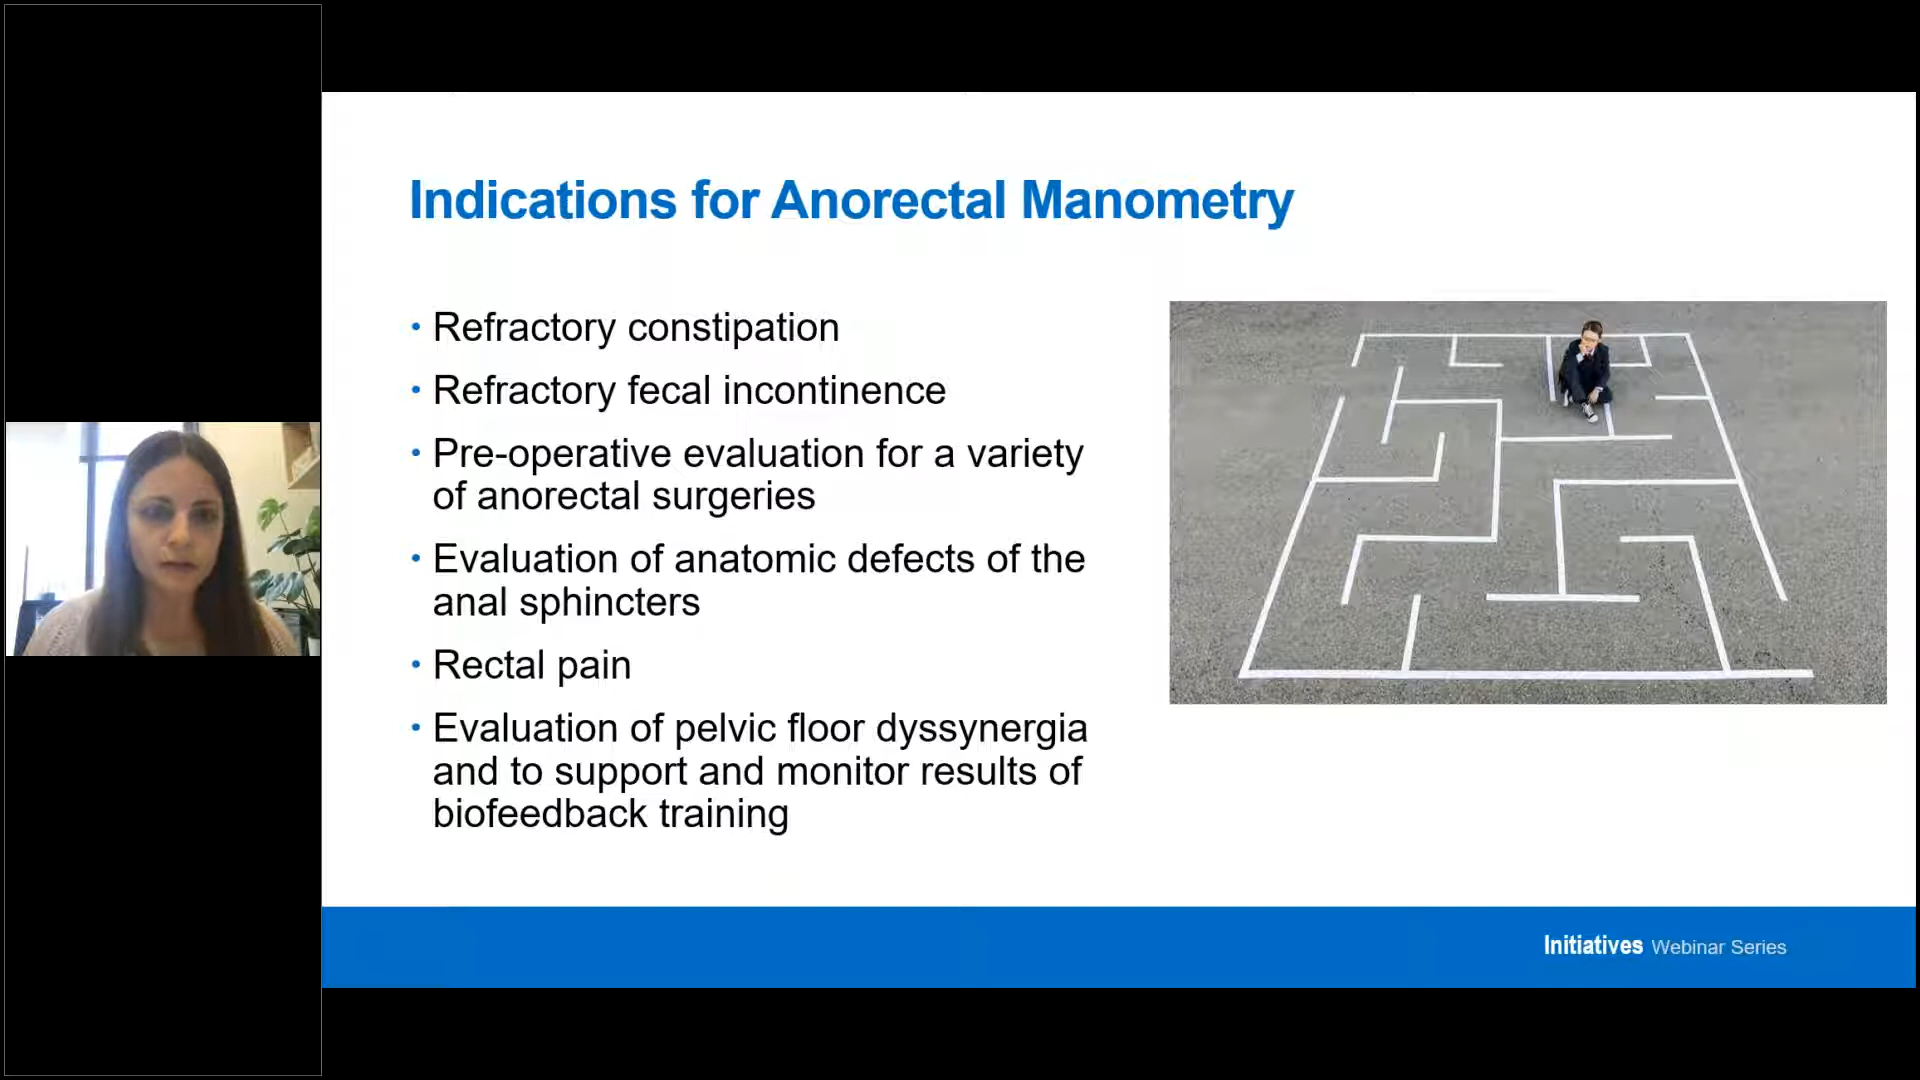 Indications for Anorectal Manometry
• Refractory constipation
• Refractory fecal incontinence
• Pre-operative evaluation for a variety
of anorectal surgeries
• Evaluation of anatomic defects of the
anal sphincters
• Rectal pain
• Evaluation of pelvic floor dyssynergia
and to support and monitor results of
biofeedback training
Initiatives Webinar Series